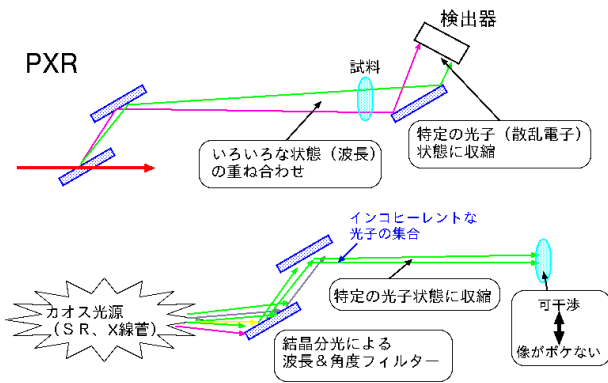 検出器
PXR
試料
特定の光子（散乱電子）
状態に収縮
いろいろな状態（波長）
の重ね合わせ
インコヒーレントな
光子の集合
特定の光子状態に収縮
カオス光源
（ＳＲ、Ｘ線菅）
可干渉
像がボケない
結晶分光による
波長＆角度フィルター